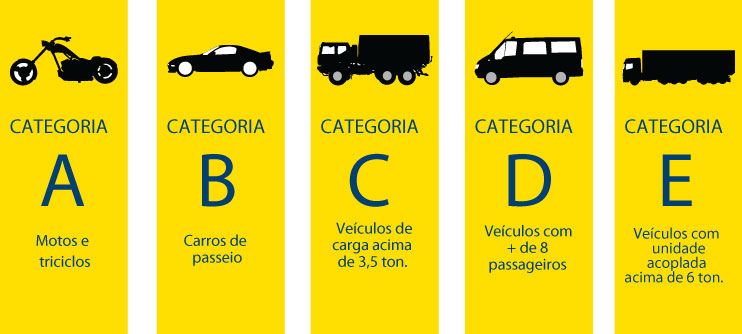 CATEGORIA
A
Motos e
triciclos
CATEGORIA
B
Carros de
passeio
CATEGORIA
C
Veículos de
carga acima
de 3,5 ton.
CATEGORIA
D
Veículos com
+ de 8
passageiros
CATEGORIA
E
Veículos com
unidade
acoplada
acima de 6 ton.